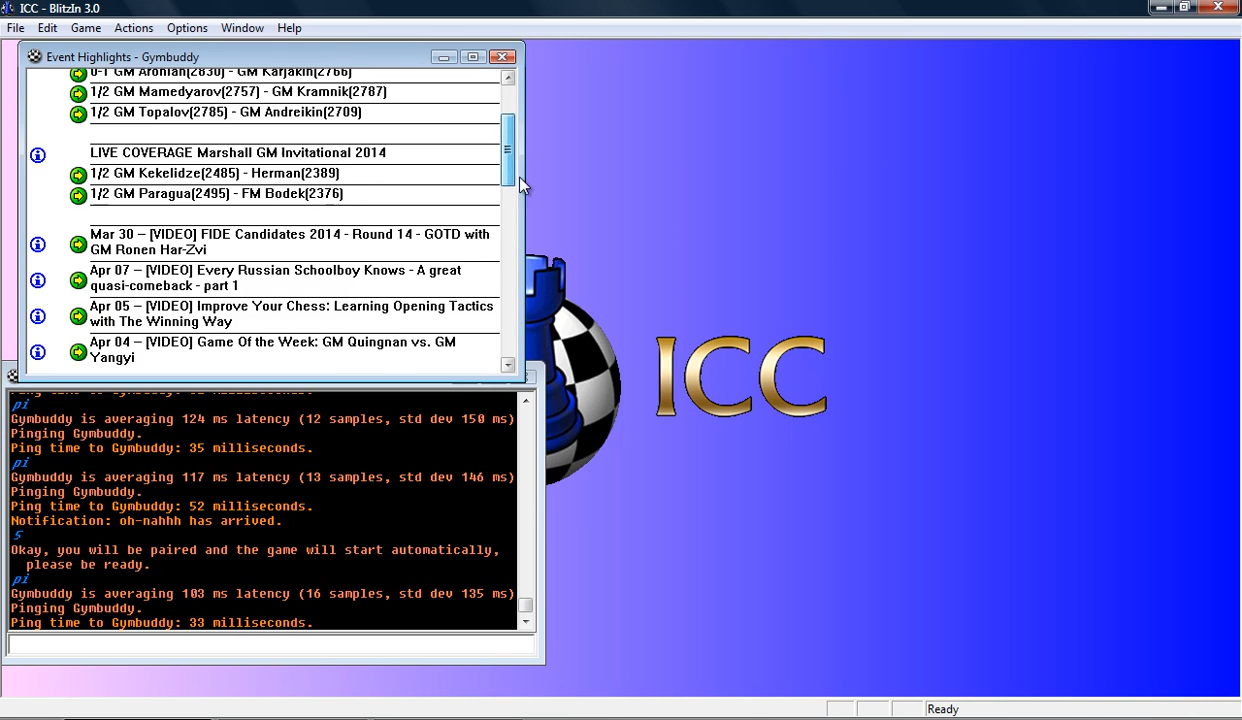 ICC - BlitzIn 3.0
File Edit Game Actions Options Window Help
Event Highlights - Gymbuddy
0-1 GM Aronian(2830) - GM Karjakin(2766)
1/2 GM Mamedyarov(2757) - GM Kramnik(2787)
1/2 GM Topalov(2785) - GM Andreikin(2709)
LIVE COVERAGE Marshall GM Invitational 2014
1/2 GM Kekelidze(2485) - Herman(2389)
1/2 GM Paragua(2495) - FM Bodek(2376)
Mar 30 – [VIDEO] FIDE Candidates 2014 - Round 14 - GOTD with
GM Ronen Har-Zvi
Apr 07 – [VIDEO] Every Russian Schoolboy Knows - A great
quasi-comeback - part 1
Apr 05 – [VIDEO] Improve Your Chess: Learning Opening Tactics
with The Winning Way
Apr 04 – [VIDEO] Game Of the Week: GM Quingnan vs. GM
Yangyi
pi
Gymbuddy is averaging 124 ms latency (12 samples, std dev 150 ms)
Pinging Gymbuddy.
Ping time to Gymbuddy: 35 milliseconds.
pi
Gymbuddy is averaging 117 ms latency (13 samples, std dev 146 ms)
Pinging Gymbuddy.
Ping time to Gymbuddy: 52 milliseconds.
Notification: oh-nahhh has arrived.
5
Okay, you will be paired and the game will start automatically,
please be ready.
pi
Gymbuddy is averaging 103 ms latency (16 samples, std dev 135 ms)
Pinging Gymbuddy.
Ping time to Gymbuddy: 33 milliseconds.
ICC
Ready